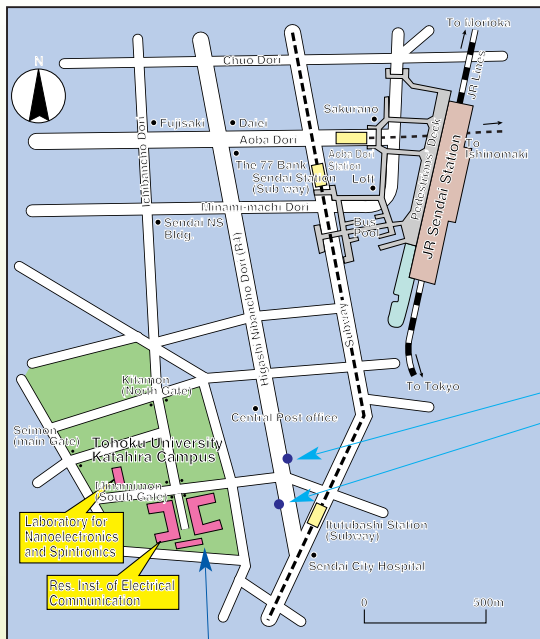 To Morioka
N
JR Lines
Chuo Dori
Sakurano
Fujisaki
Daiei
Ichibancho Dori
Aoba Dori
Aoba Dori
Station
Pedestrians' Deck
To
Ishinomaki
The 77 Bank
Sendai Station
(Sub way)
Loft
JR Sendai Station
Minami-machi Dori
Sendai NS
Bldg.
Bus
Pool
Higashi Nibancho Dori (R4)
Subway
Kitamon
(North Gate)
To Tokyo
Central Post office
Seimon
(main Gate)
Tohoku University
Katahira Campus
Minamimon
(South Gate)
Laboratory for
Nanoelectronics
and Spintronics
Itutubashi Station
(Subway)
Sendai City Hospital
Res. Inst. of Electrical
Communication
0
500m